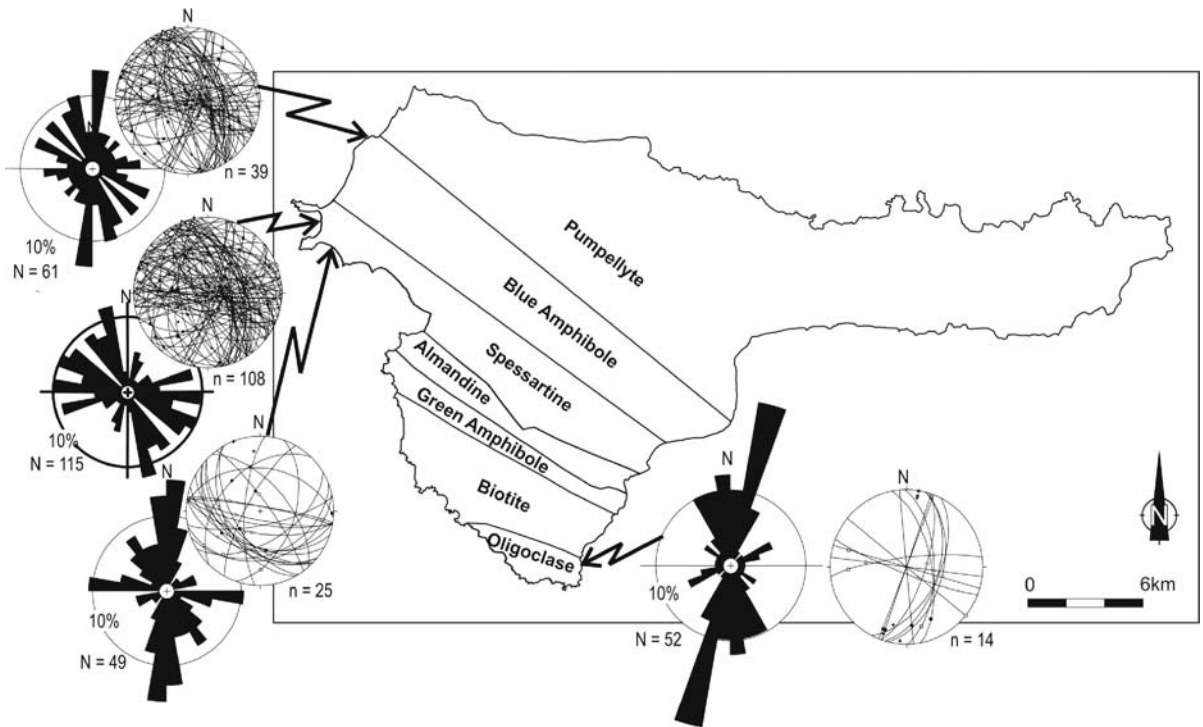 N
N
n = 39
10%
N = 61
N
N
n = 108
10%
N = 115
N
N
n = 25
10%
N = 49
Pumpellyte
Blue Amphibole
Spessartine
Almandine
Green Amphibole
Biotite
Oligoclase
N
10%
N = 52
N
n = 14
N
0 6km